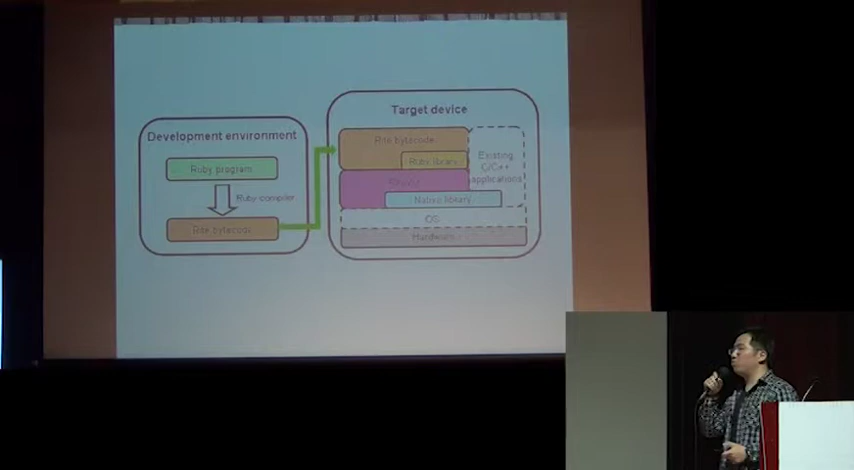 Development environment
Ruby program
Ruby compiler
Rite bytecode
Target device
Rite bytecode
Ruby library
Existing
C/C++
applications
Native library
OS
Hardware